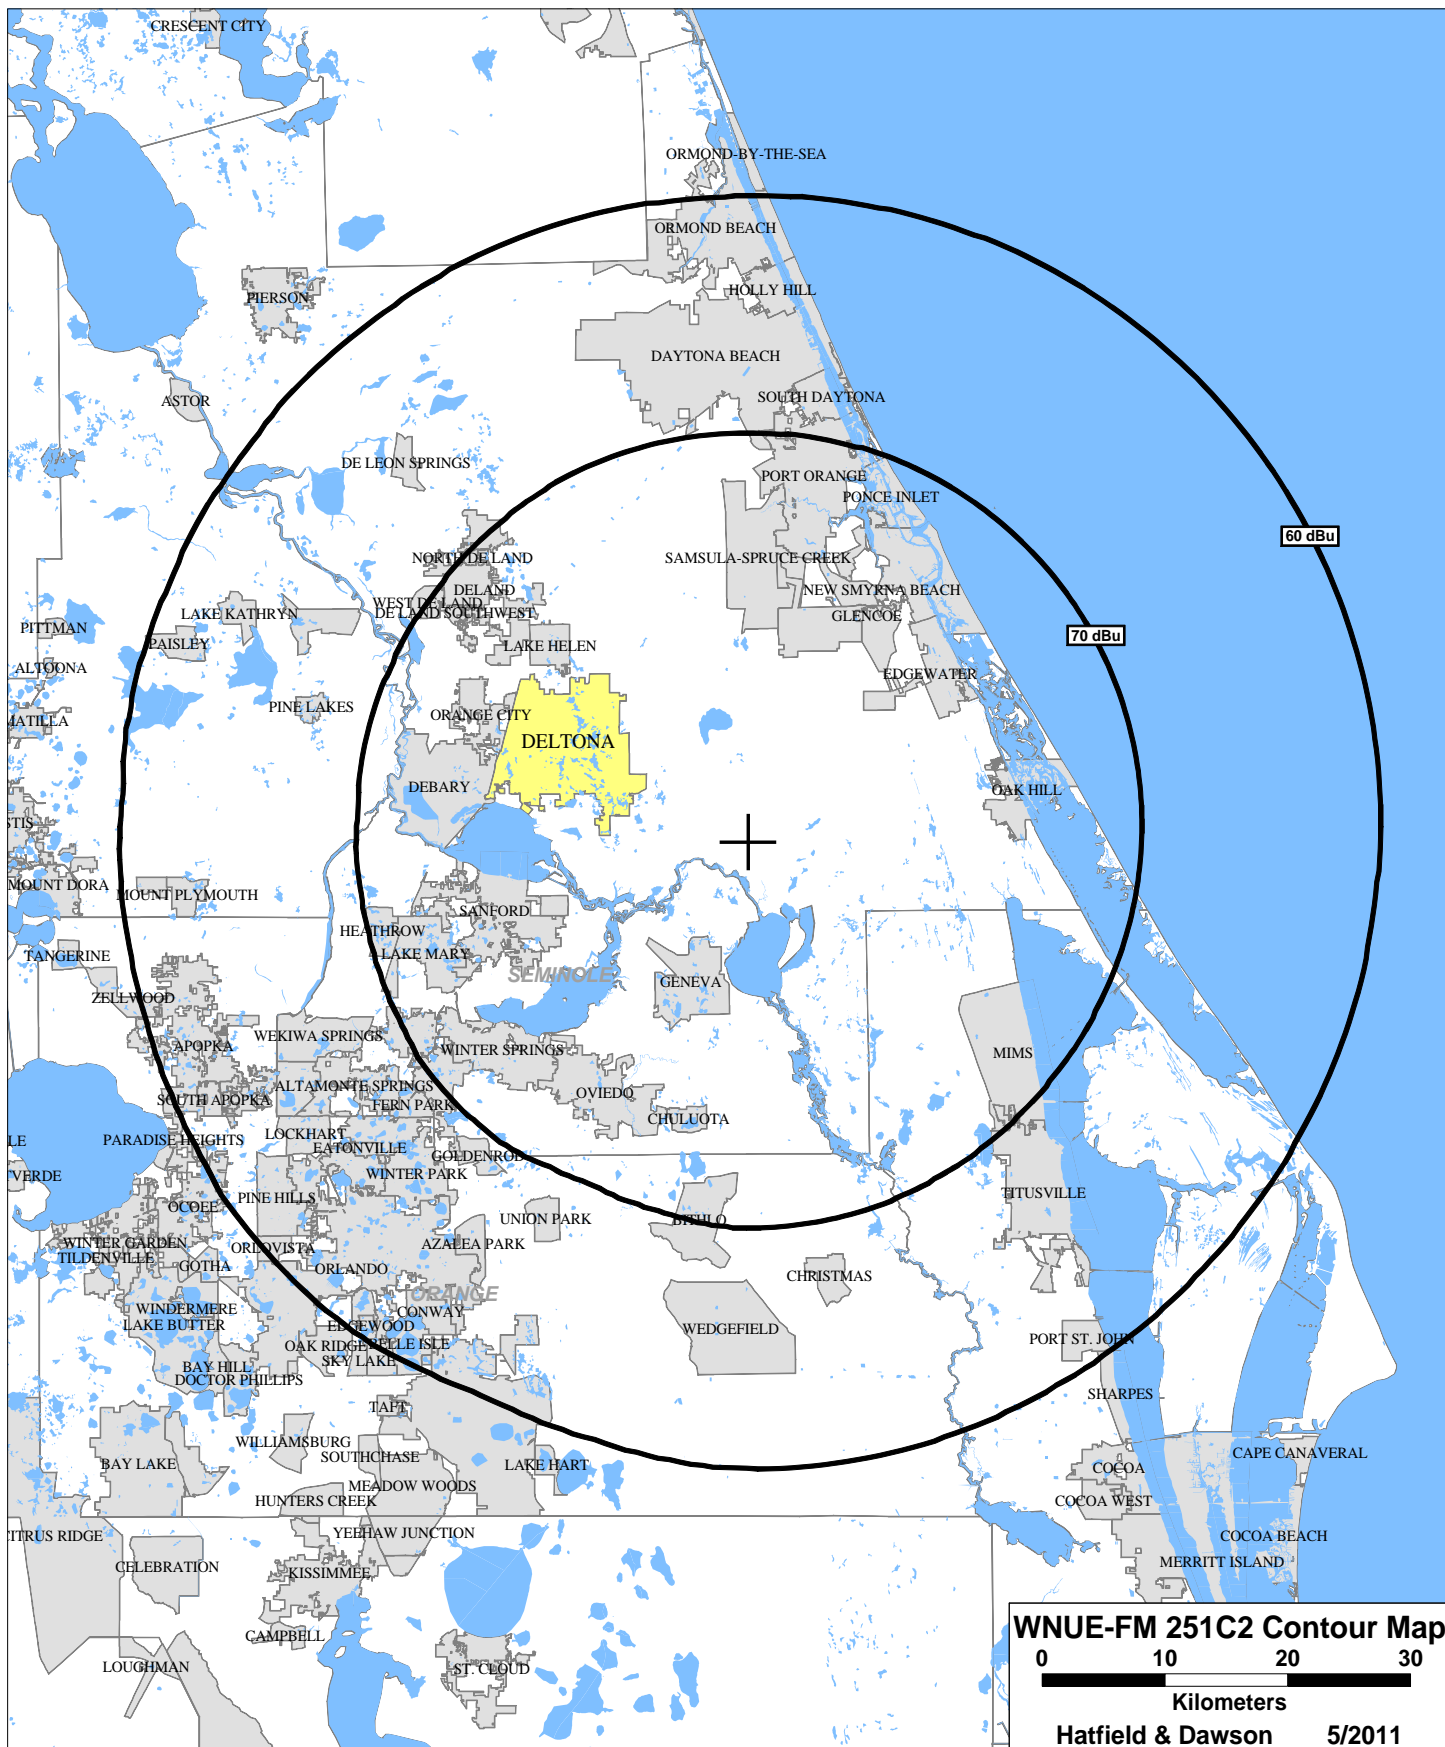 CRESCENT CITY
ORMOND-BY-THE-SEA
ORMOND BEACH
HOLLY HILL
PIERSON
DAYTONA BEACH
SOUTH DAYTONA
ASTOR
DE LEON SPRINGS
PORT ORANGE
PONCE INLET
60 dBu
NORTH DE LAND
SAMSULA-SPRUCE CREEK
DELAND
NEW SMYRNA BEACH
WEST DE LAND
DE LAND SOUTHWEST
LAKE KATHRYN
GLENCOE
PITTMAN
70 dBu
PAISLEY
LAKE HELEN
ALTOONA
EDGEWATER
PINE LAKES
ORANGE CITY
MATILLA
DELTONA
DEBARY
OAK HILL
STIS
MOUNT DORA
MOUNT PLYMOUTH
SANFORD
HEATHROW
TANGERINE
LAKE MARY
SEMINOLE
GENEVA
ZELLWOOD
WEKIWA SPRINGS
APOPKA
WINTER SPRINGS
MIMS
ALTAMONTE SPRINGS
OVIEDO
SOUTH APOPKA
FERN PARK
CHULUOTA
LOCKHART
PARADISE HEIGHTS
LE
EATONVILLE
GOLDENROD
VERDE
WINTER PARK
TITUSVILLE
PINE HILLS
OCOEE
UNION PARK
BITHLO
WINTER GARDEN
AZALEA PARK
ORLOVISTA
TILDENVILLE
GOTHA
ORLANDO
CHRISTMAS
ORANGE
WINDERMERE
CONWAY
LAKE BUTTER
EDGEWOOD
WEDGEFIELD
PORT ST. JOHN
OAK RIDGE
BELLE ISLE
SKY LAKE
BAY HILL
DOCTOR PHILLIPS
SHARPES
TAFT
WILLIAMSBURG
CAPE CANAVERAL
SOUTHCHASE
BAY LAKE
LAKE HART
COCOA
MEADOW WOODS
HUNTERS CREEK
COCOA WEST
CITRUS RIDGE
YEEHAW JUNCTION
COCOA BEACH
CELEBRATION
KISSIMMEE
MERRITT ISLAND
CAMPBELL
LOUGHMAN
ST. CLOUD
WNUE-FM 251C2 Contour Map
0 10 20 30
Kilometers
Hatfield & Dawson 5/2011